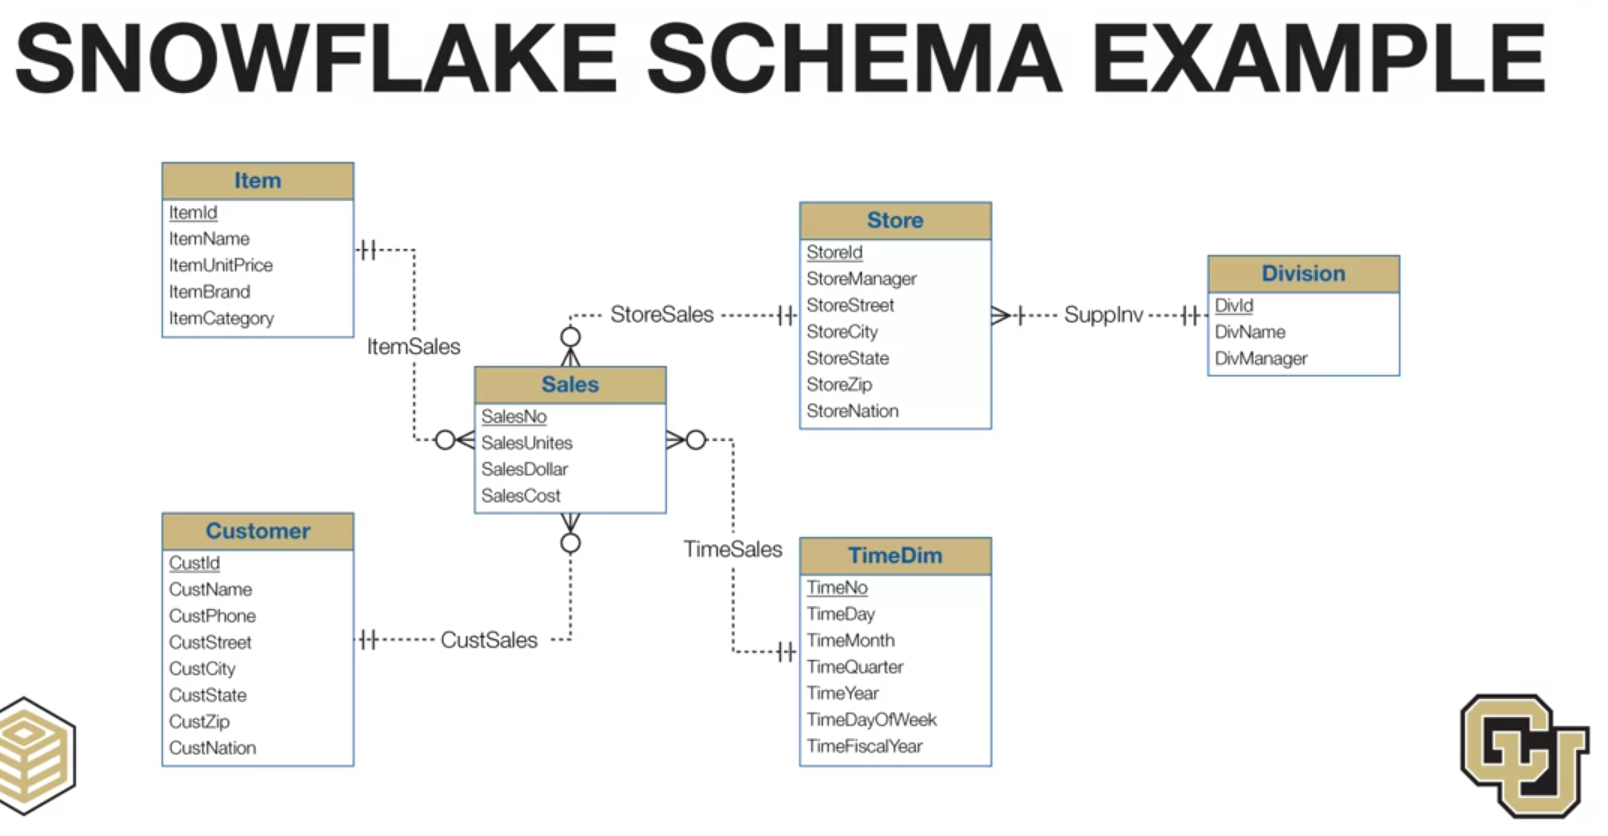 SNOWFLAKE SCHEMA EXAMPLE
Item
ItemId
ItemName
ItemUnitPrice
ItemBrand
ItemCategory
ItemSales
StoreSales
Store
StoreId
StoreManager
StoreStreet
StoreCity
StoreState
StoreZip
StoreNation
SuppInv
Division
DivId
DivName
DivManager
Sales
SalesNo
SalesUnites
SalesDollar
SalesCost
Customer
CustId
CustName
CustPhone
CustStreet
CustCity
CustState
CustZip
CustNation
CustSales
TimeSales
TimeDim
TimeNo
TimeDay
TimeMonth
TimeQuarter
TimeYear
TimeDayOfWeek
TimeFiscalYear
CU